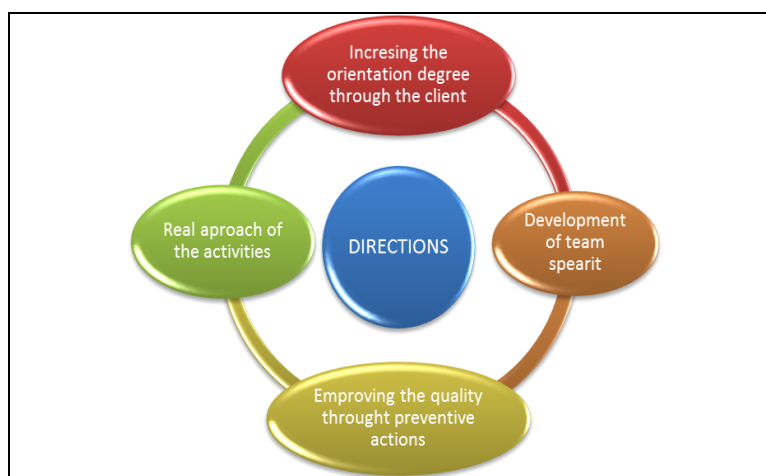 Incresing the
orientation degree
through the client
Real aproach of
the activities
DIRECTIONS
Development
of team
spearit
Emproving the quality
throught preventive
actions